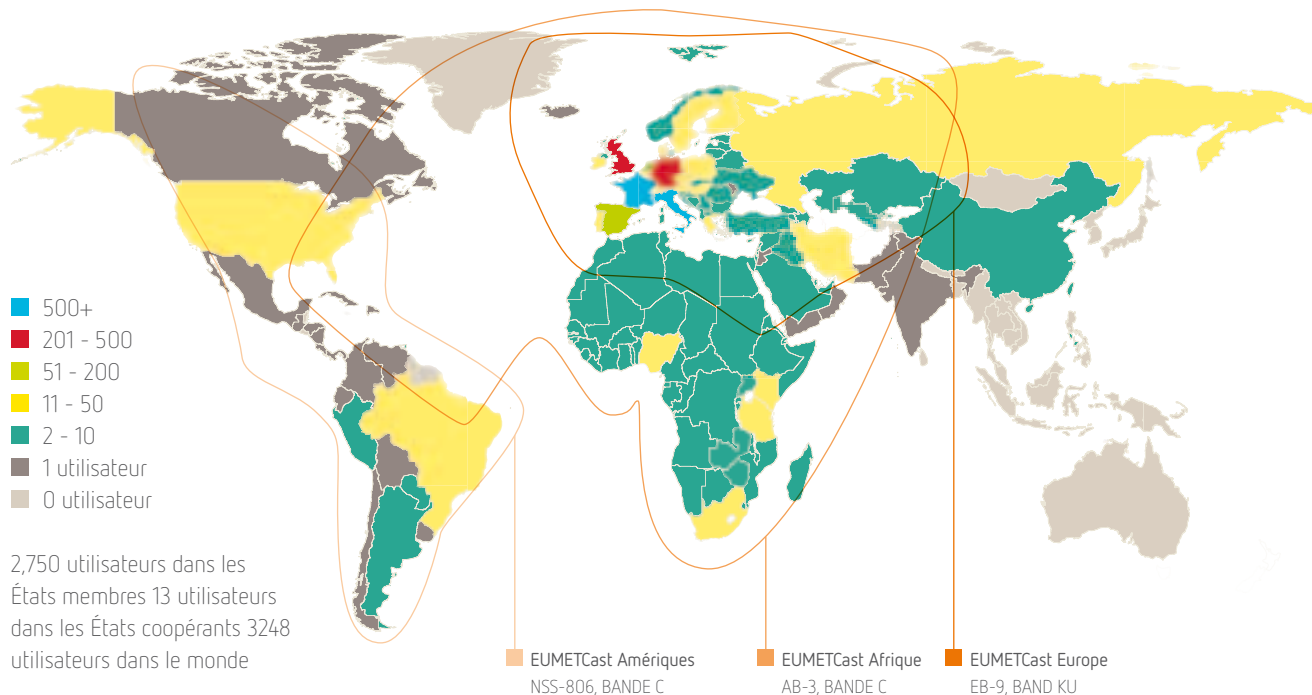 500+
201 - 500
51 - 200
11 - 50
2 - 10
1 utilisateur
0 utilisateur
2,750 utilisateurs dans les
États membres 13 utilisateurs
dans les États coopérants 3248
utilisateurs dans le monde
EUMETCast Amériques
NSS-806, BANDE C
EUMETCast Afrique
AB-3, BANDE C
EUMETCast Europe
EB-9, BAND KU